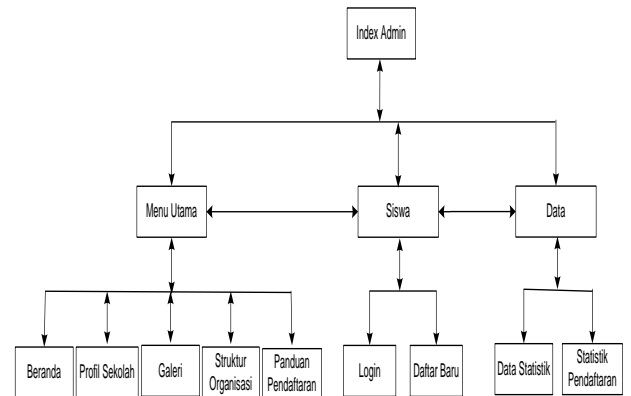 Index Admin
Menu Utama
Siswa
Data
Beranda
Profil Sekolah
Galeri
Struktur
Organisasi
Panduan
Pendaftaran
Login
Daftar Baru
Data Statistik
Statistik
Pendaftaran